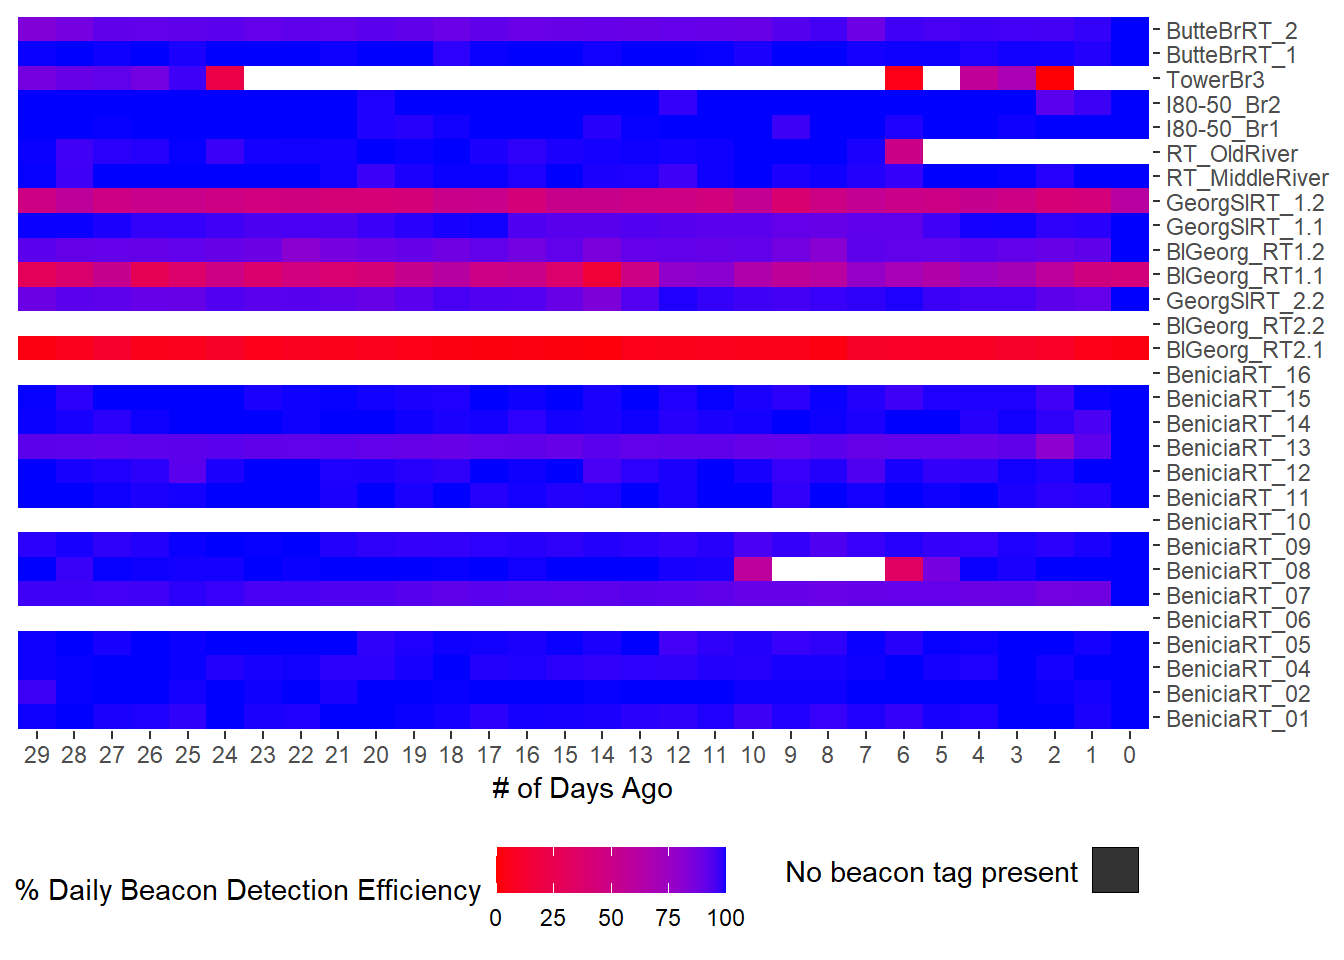 ButteBrRT_2
ButteBrRT_1
TowerBr3
I80-50_Br2
I80-50_Br1
RT_OldRiver
RT_MiddleRiver
GeorgSlRT_1.2
GeorgSlRT_1.1
BlGeorg_RT1.2
BlGeorg_RT1.1
GeorgSlRT_2.2
BlGeorg_RT2.2
BlGeorg_RT2.1
BeniciaRT_16
BeniciaRT_15
BeniciaRT_14
BeniciaRT_13
BeniciaRT_12
BeniciaRT_11
BeniciaRT_10
BeniciaRT_09
BeniciaRT_08
BeniciaRT_07
BeniciaRT_06
BeniciaRT_05
BeniciaRT_04
BeniciaRT_02
BeniciaRT_01
29 28 27 26 25 24 23 22 21 20 19 18 17 16 15 14 13 12 11 10 9 8 7 6 5 4 3 2 1 0
# of Days Ago
% Daily Beacon Detection Efficiency
0 25 50 75 100
No beacon tag present